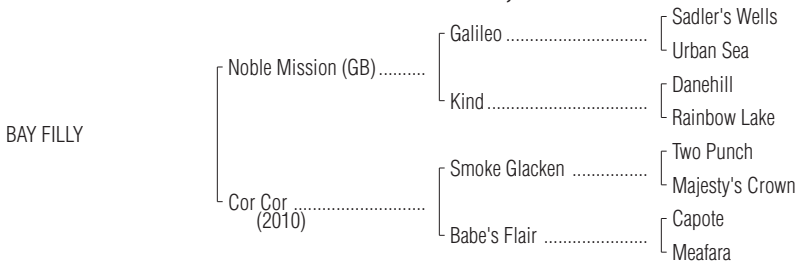 Sadler's Wells
Galileo ..............................
Urban Sea
Noble Mission (GB)..........
Danehill
Kind..................................
Rainbow Lake
BAY FILLY
Two Punch
Smoke Glacken ................
Majesty's Crown
Cor Cor ............................
(2010)
Capote
Babe's Flair ......................
Meafara